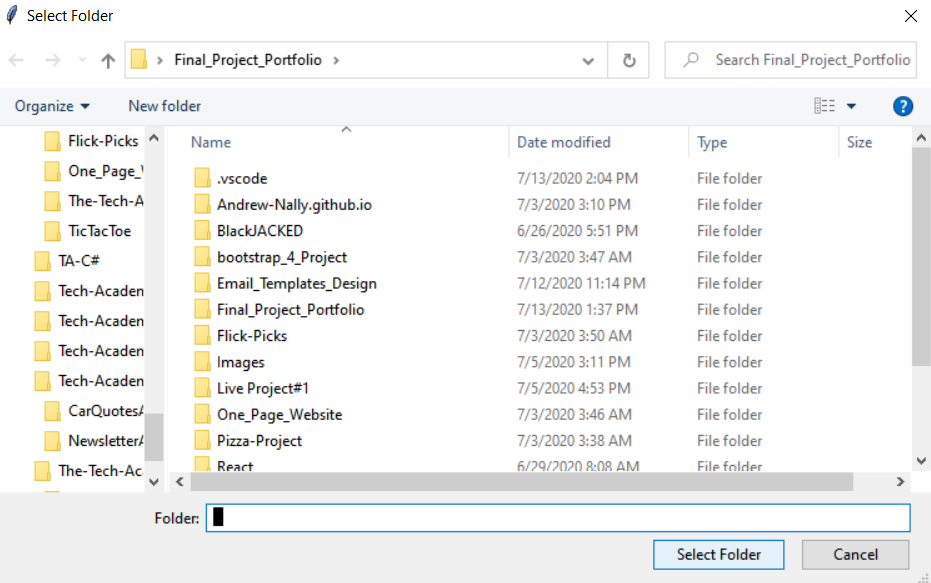 Select Folder
Final_Project_Portfolio
Search Final_Project_Portfolio
Organize New folder
?
Flick-Picks
One_Page_W
The-Tech-A
TicTacToe
TA-C#
Tech-Academ
Tech-Academ
Tech-Academ
Tech-Academ
CarQuotesA
NewsletterA
The-Tech-Ac
Name Date modified Type Size
.vscode 7/13/2020 2:04 PM File folder
Andrew-Nally.github.io 7/3/2020 3:10 PM File folder
BlackJACKED 6/26/2020 5:51 PM File folder
bootstrap_4_Project 7/3/2020 3:47 AM File folder
Email_Templates_Design 7/12/2020 11:14 PM File folder
Final_Project_Portfolio 7/13/2020 1:37 PM File folder
Flick-Picks 7/3/2020 3:50 AM File folder
Images 7/5/2020 3:11 PM File folder
Live Project#1 7/5/2020 4:53 PM File folder
One_Page_Website 7/3/2020 3:46 AM File folder
Pizza-Project 7/3/2020 3:38 AM File folder
React 6/29/2020 8:08 AM File folder
Folder:
Select Folder Cancel